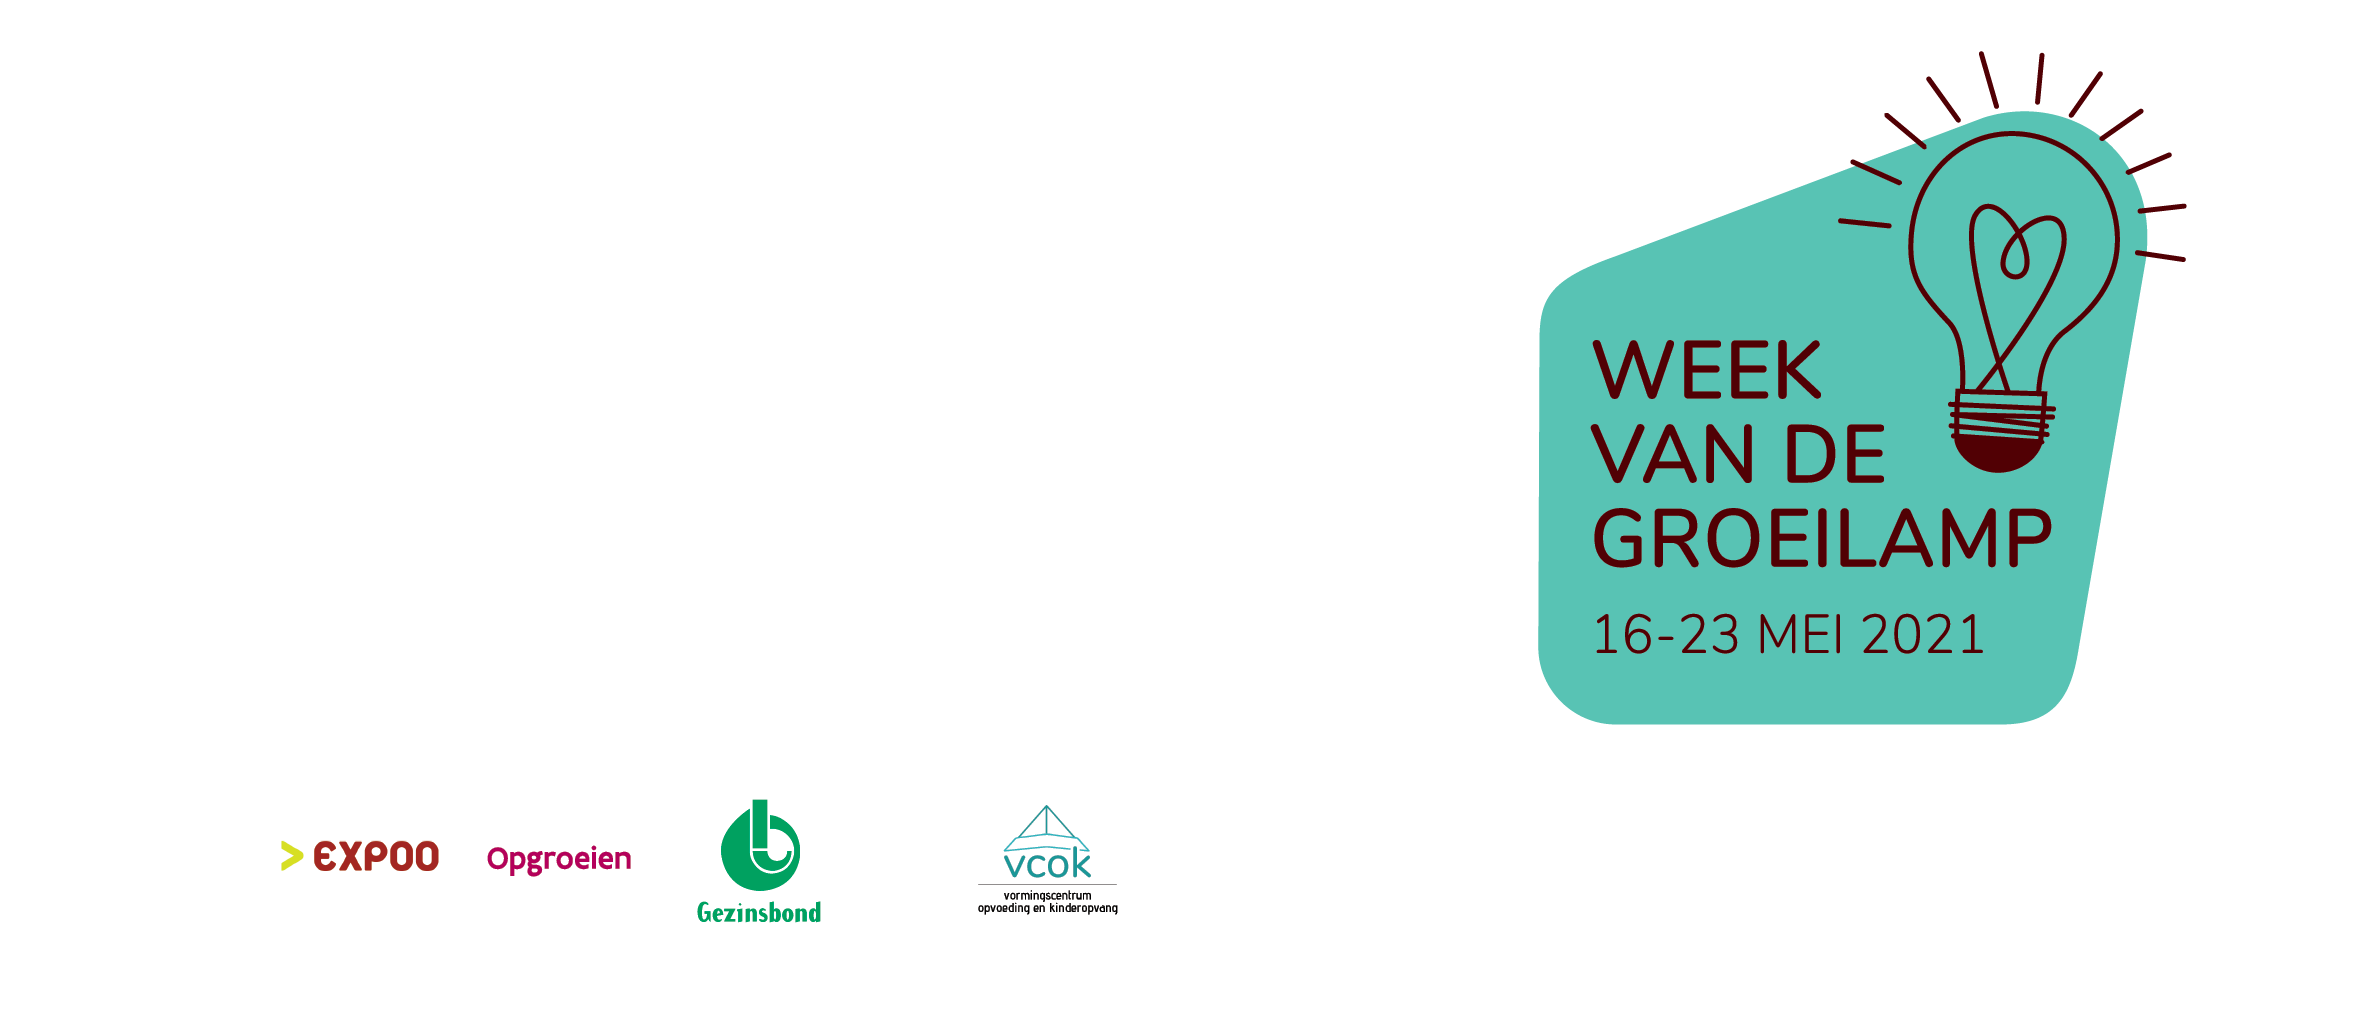 WEEK
VAN DE
GROEILAMP
16-23 MEI 2021
> EXPOO
Opgroeien
Gezinsbond
vcok
vormingscentrum
opvoeding en kinderopvang